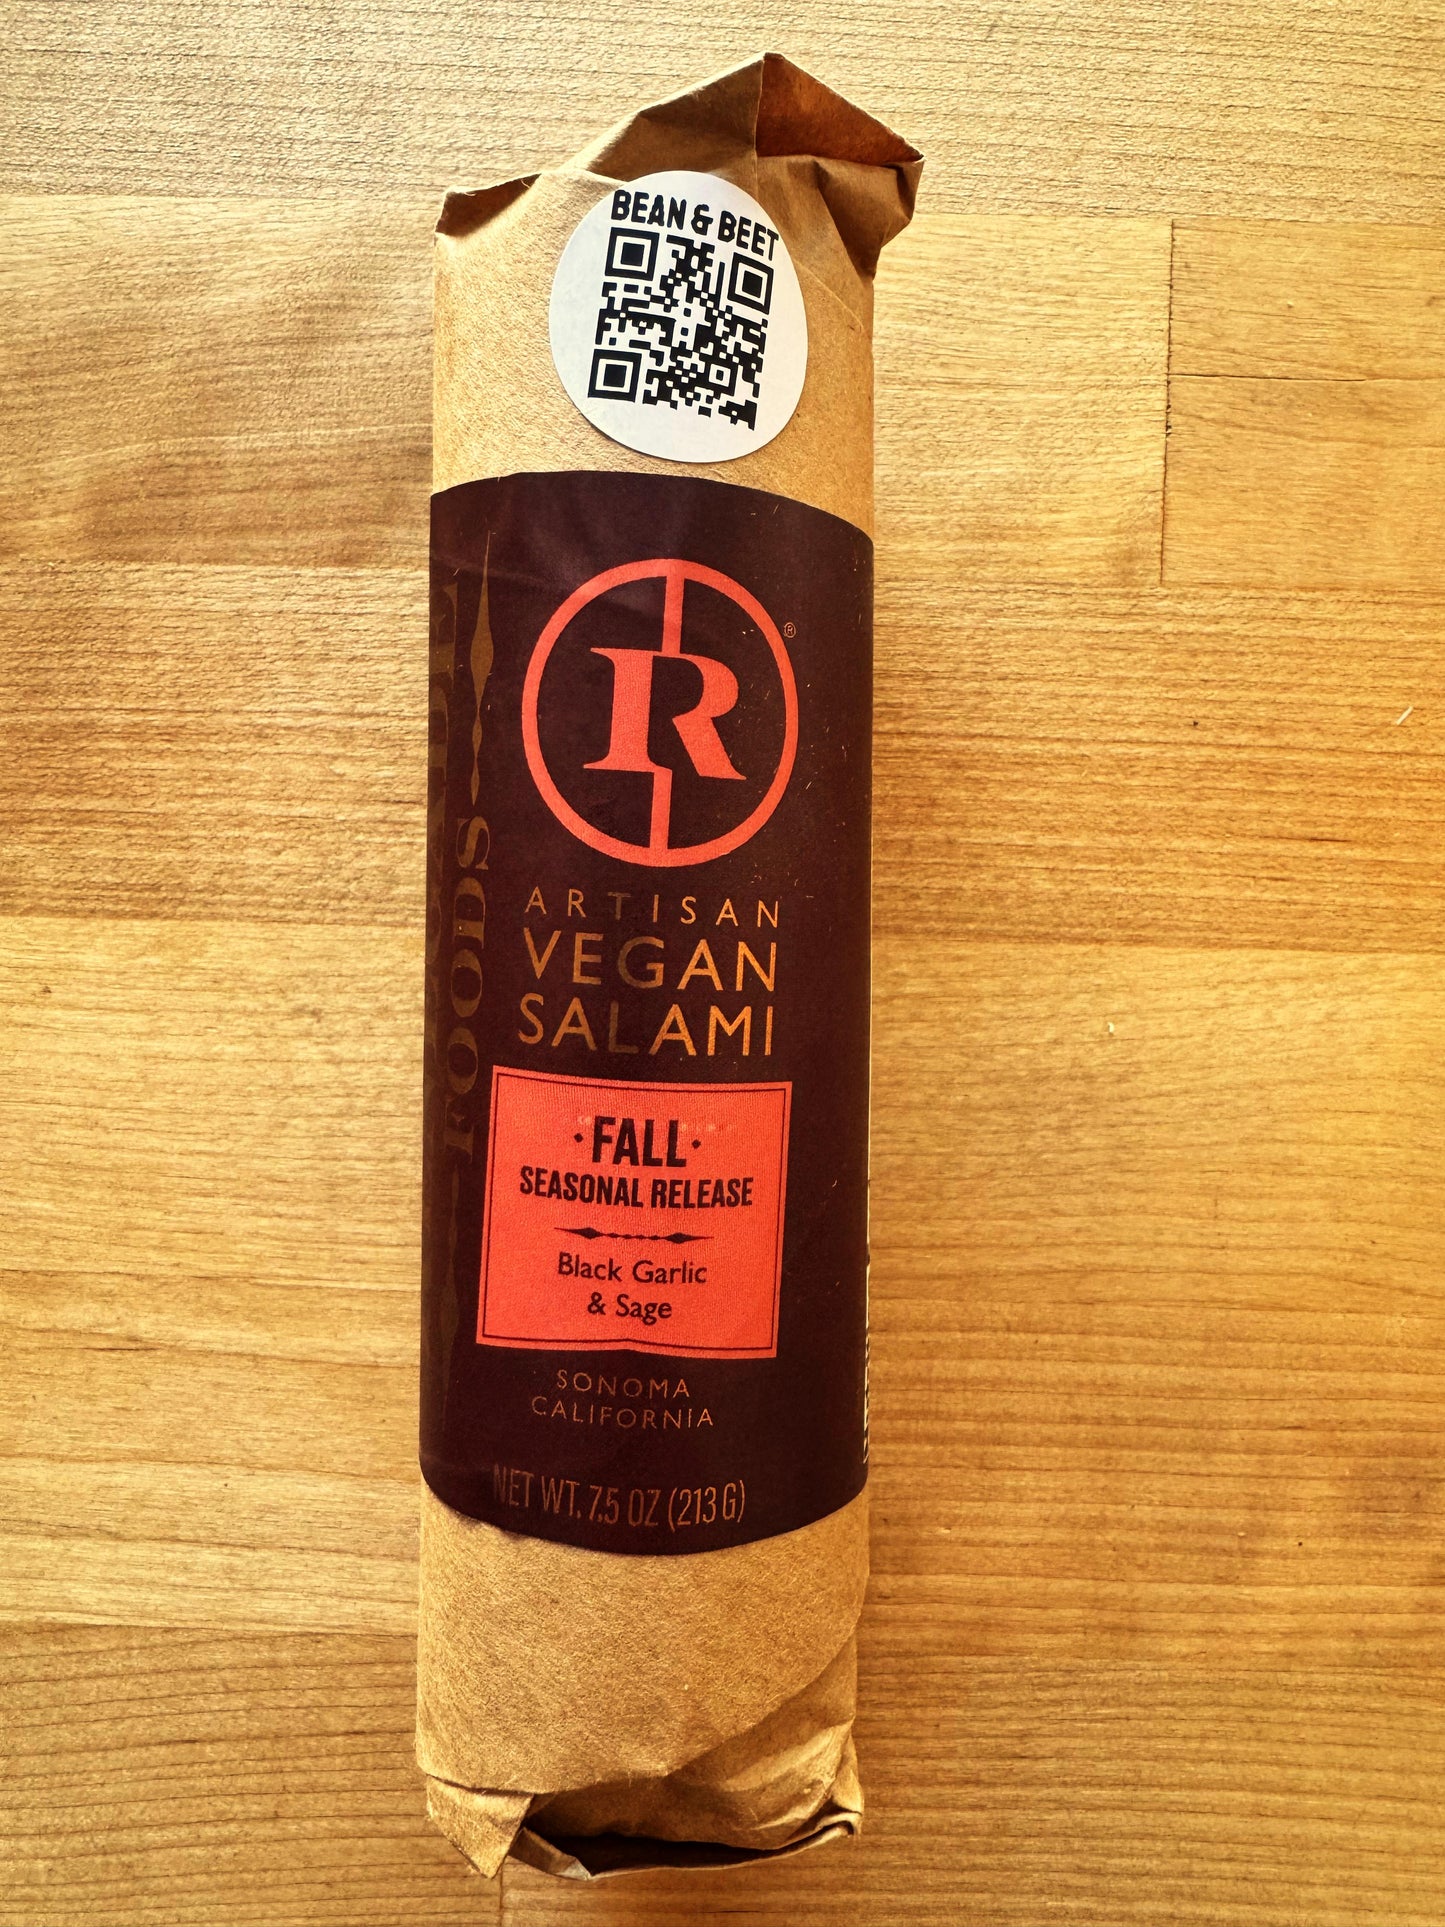 BEAN & BEET
R
®
ARTISAN
VEGAN
SALAMI
·FALL·
SEASONAL RELEASE
Black Garlic
& Sage
SONOMA
CALIFORNIA
NET WT. 7.5 OZ (213 G)
FOODS